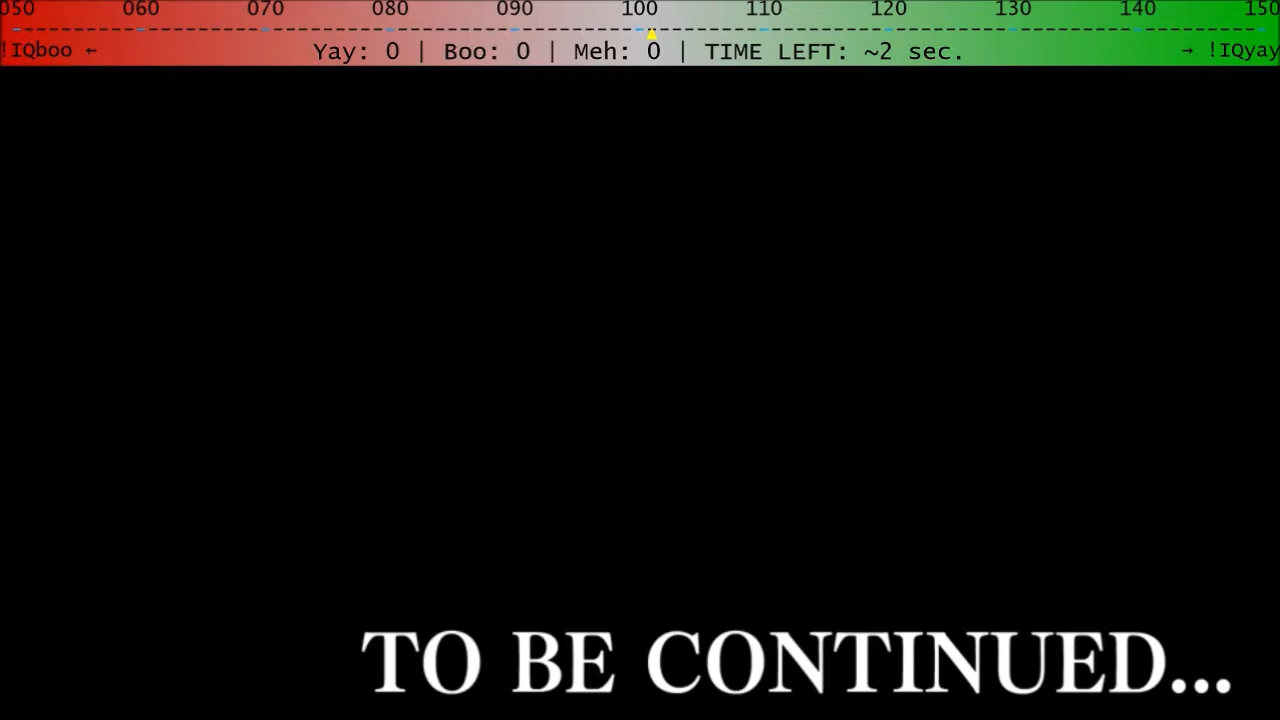 050 060 070 080 090 100 110 120 130 140 150
!IQboo ← Yay: 0 | Boo: 0 | Meh: 0 | TIME LEFT: ~2 sec. → !IQyay
TO BE CONTINUED...